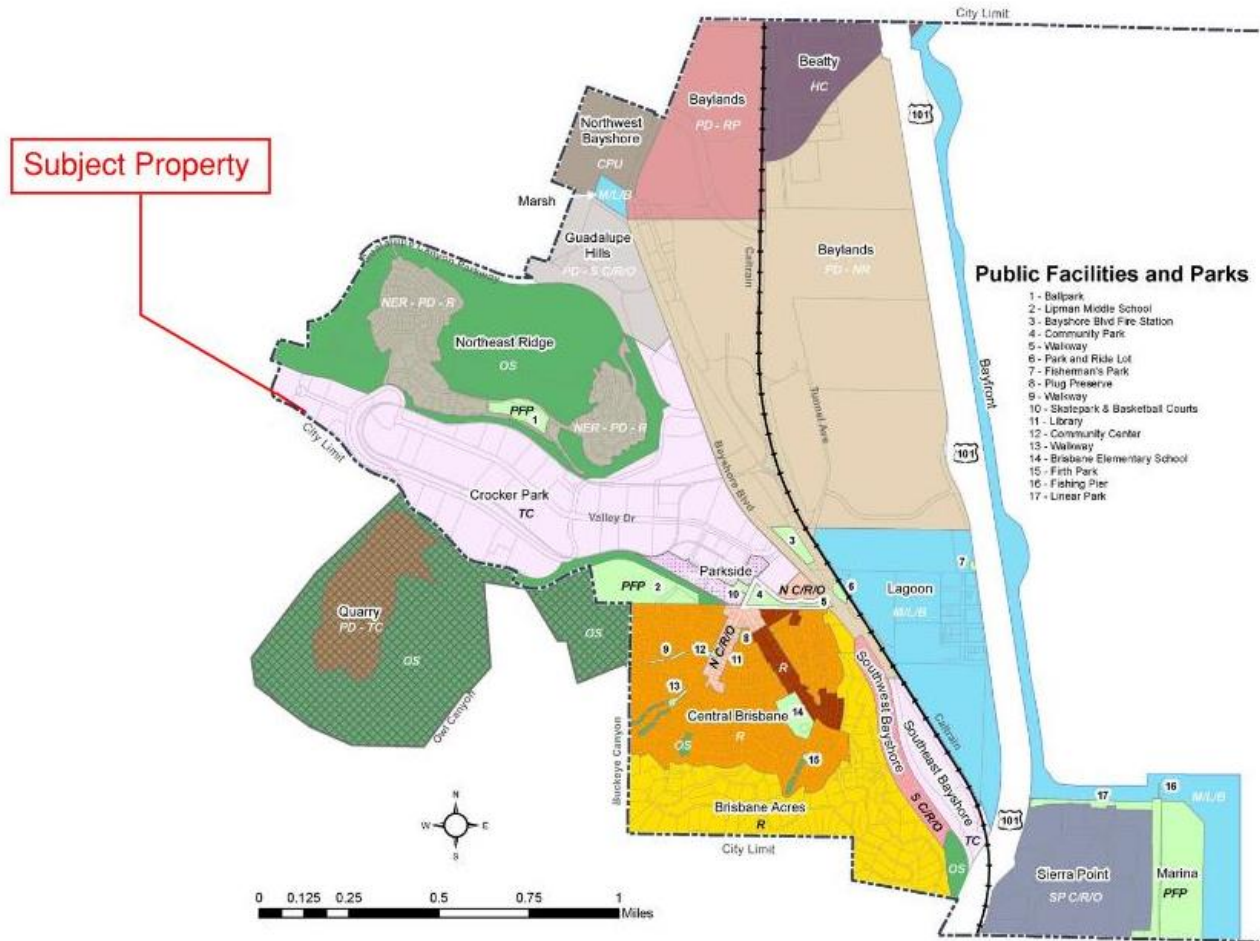 City Limit
Beatty
HC
101
Baylands
PD - RP
Northwest
Bayshore
CPU
Subject Property
Marsh
M/L/B
Guadalupe
Hills
PD - S C/R/O
Caltrain
Baylands
PD - NR
Public Facilities and Parks
1 - Ballpark
2 - Lipman Middle School
3 - Bayshore Blvd Fire Station
4 - Community Park
5 - Walkway
6 - Park and Ride Lot
7 - Fisherman's Park
8 - Plug Preserve
9 - Walkway
10 - Skatepark & Basketball Courts
11 - Library
12 - Community Center
13 - Walkway
14 - Brisbane Elementary School
15 - Firth Park
16 - Fishing Pier
17 - Linear Park
NER - PD - R
Northeast Ridge
OS
PFP
1
NER - PD - R
Tunnel Ave
Bayfront
101
City Limit
Bayshore Blvd
Crocker Park
TC
Valley Dr
3
7
Parkside
PFP
2
10
4
N C/R/O
5
6
Lagoon
M/L/B
Quarry
PD - TC
OS
OS
Owl Canyon
9
12
N C/R/O
8
11
R
13
Central Brisbane
R
14
OS
15
Southwest Bayshore
S C/R/O
Southeast Bayshore
TC
Caltrain
Buckeye Canyon
Brisbane Acres
R
City Limit
OS
101
17
16
M/L/B
Sierra Point
SP C/R/O
Marina
PFP
N
W
E
S
0 0.125 0.25 0.5 0.75 1
Miles